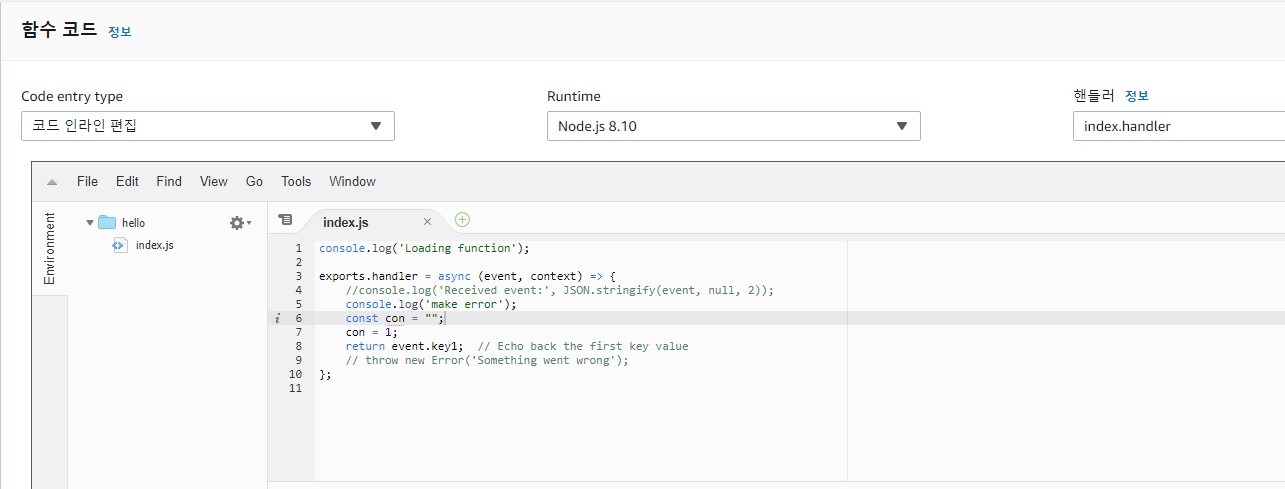 함수 코드 정보
Code entry type
코드 인라인 편집
Runtime
Node.js 8.10
핸들러 정보
index.handler
File Edit Find View Go Tools Window
Environment
hello
index.js
index.js
1 console.log('Loading function');
2
3 exports.handler = async (event, context) => {
4 //console.log('Received event:', JSON.stringify(event, null, 2));
5 console.log('make error');
i 6 const con = "";
7 con = 1;
8 return event.key1; // Echo back the first key value
9 // throw new Error('Something went wrong');
10 };
11